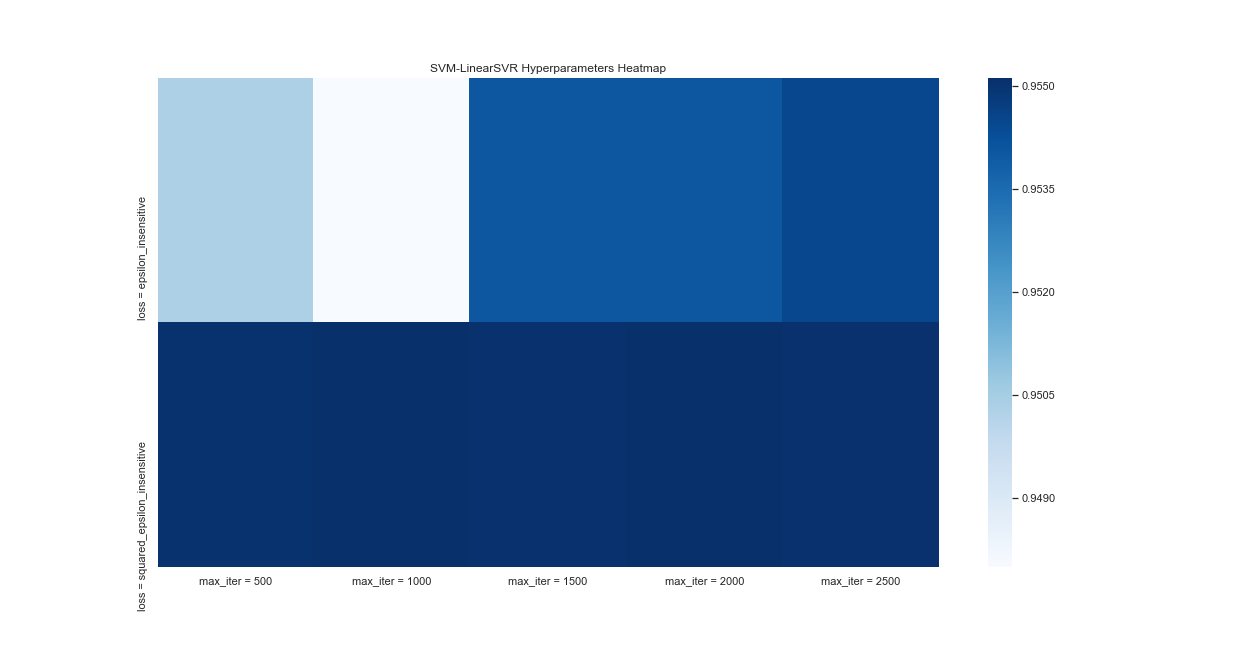 SVM-LinearSVR Hyperparameters Heatmap
loss = epsilon_insensitive
loss = squared_epsilon_insensitive
max_iter = 500
max_iter = 1000
max_iter = 1500
max_iter = 2000
max_iter = 2500
0.9550
0.9535
0.9520
0.9505
0.9490